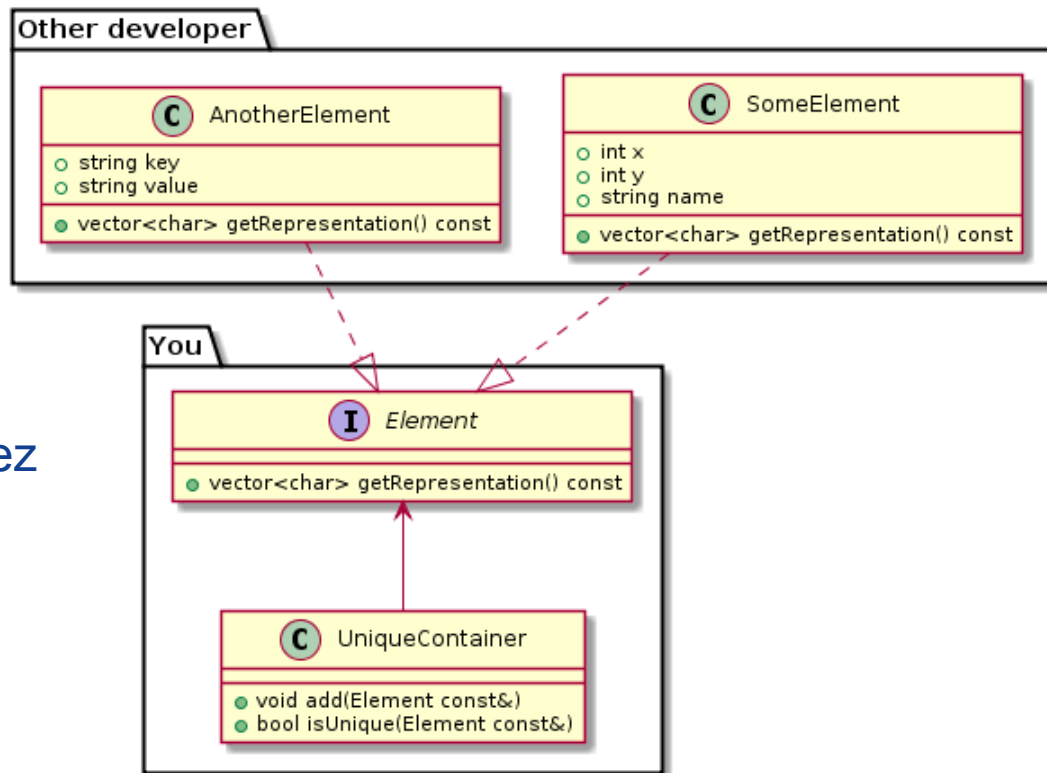 Other developer
C AnotherElement
string key
string value
vector<char> getRepresentation() const
C SomeElement
int x
int y
string name
vector<char> getRepresentation() const
You
I Element
vector<char> getRepresentation() const
ez
C UniqueContainer
void add(Element const&)
bool isUnique(Element const&)